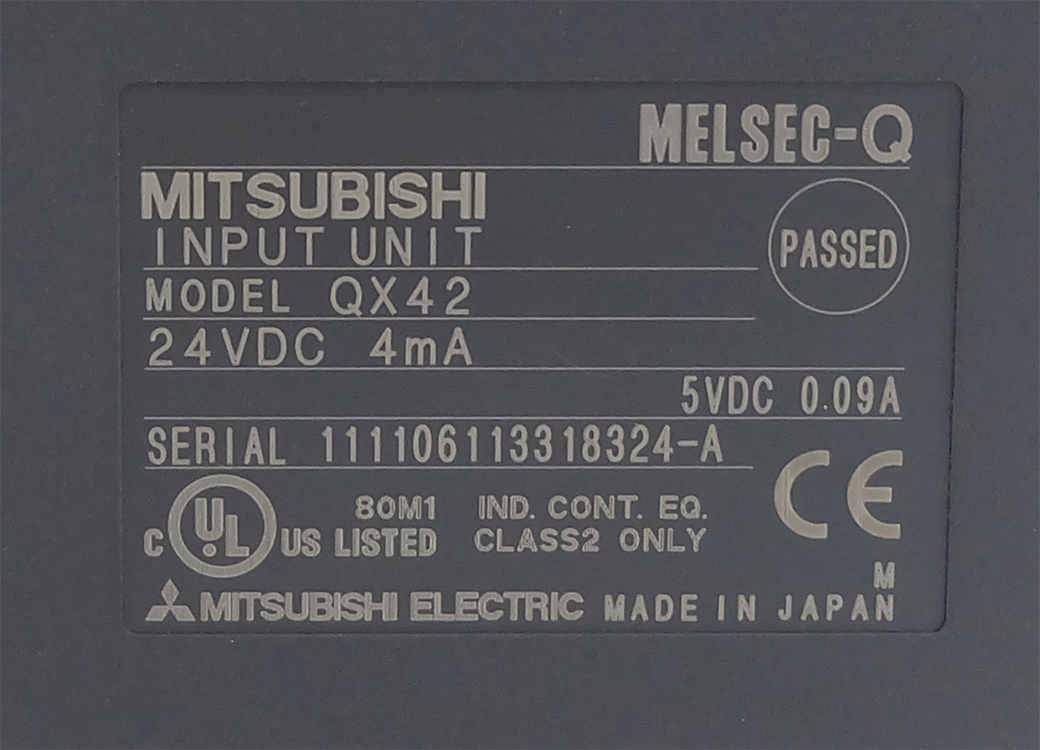 MELSEC-Q
MITSUBISHI
INPUT UNIT
PASSED
MODEL QX42
24VDC 4mA
5VDC 0.09A
SERIAL 111106113318324-A
CE
C UL US LISTED
80M1 IND. CONT. EQ.
CLASS2 ONLY
M
MITSUBISHI ELECTRIC MADE IN JAPAN